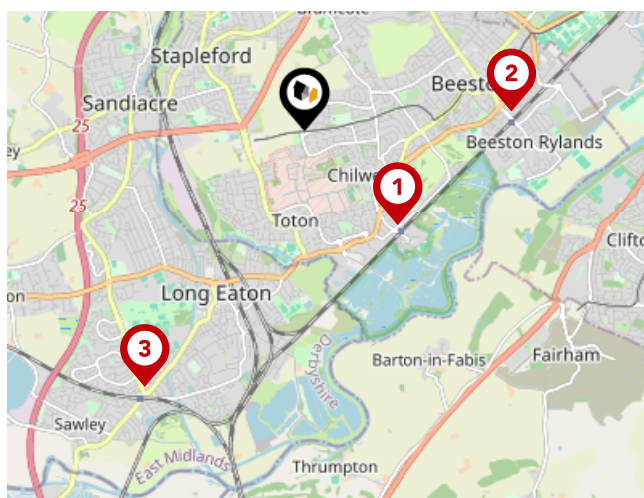 Bramcote
Stapleford
Beeston
2
Sandiacre
25
Beeston Rylands
Chilwe
1
25
Toton
Clifto
on
Long Eaton
3
Derbyshire
Barton-in-Fabis
Fairham
Sawley
East Midlands
Thrumpton